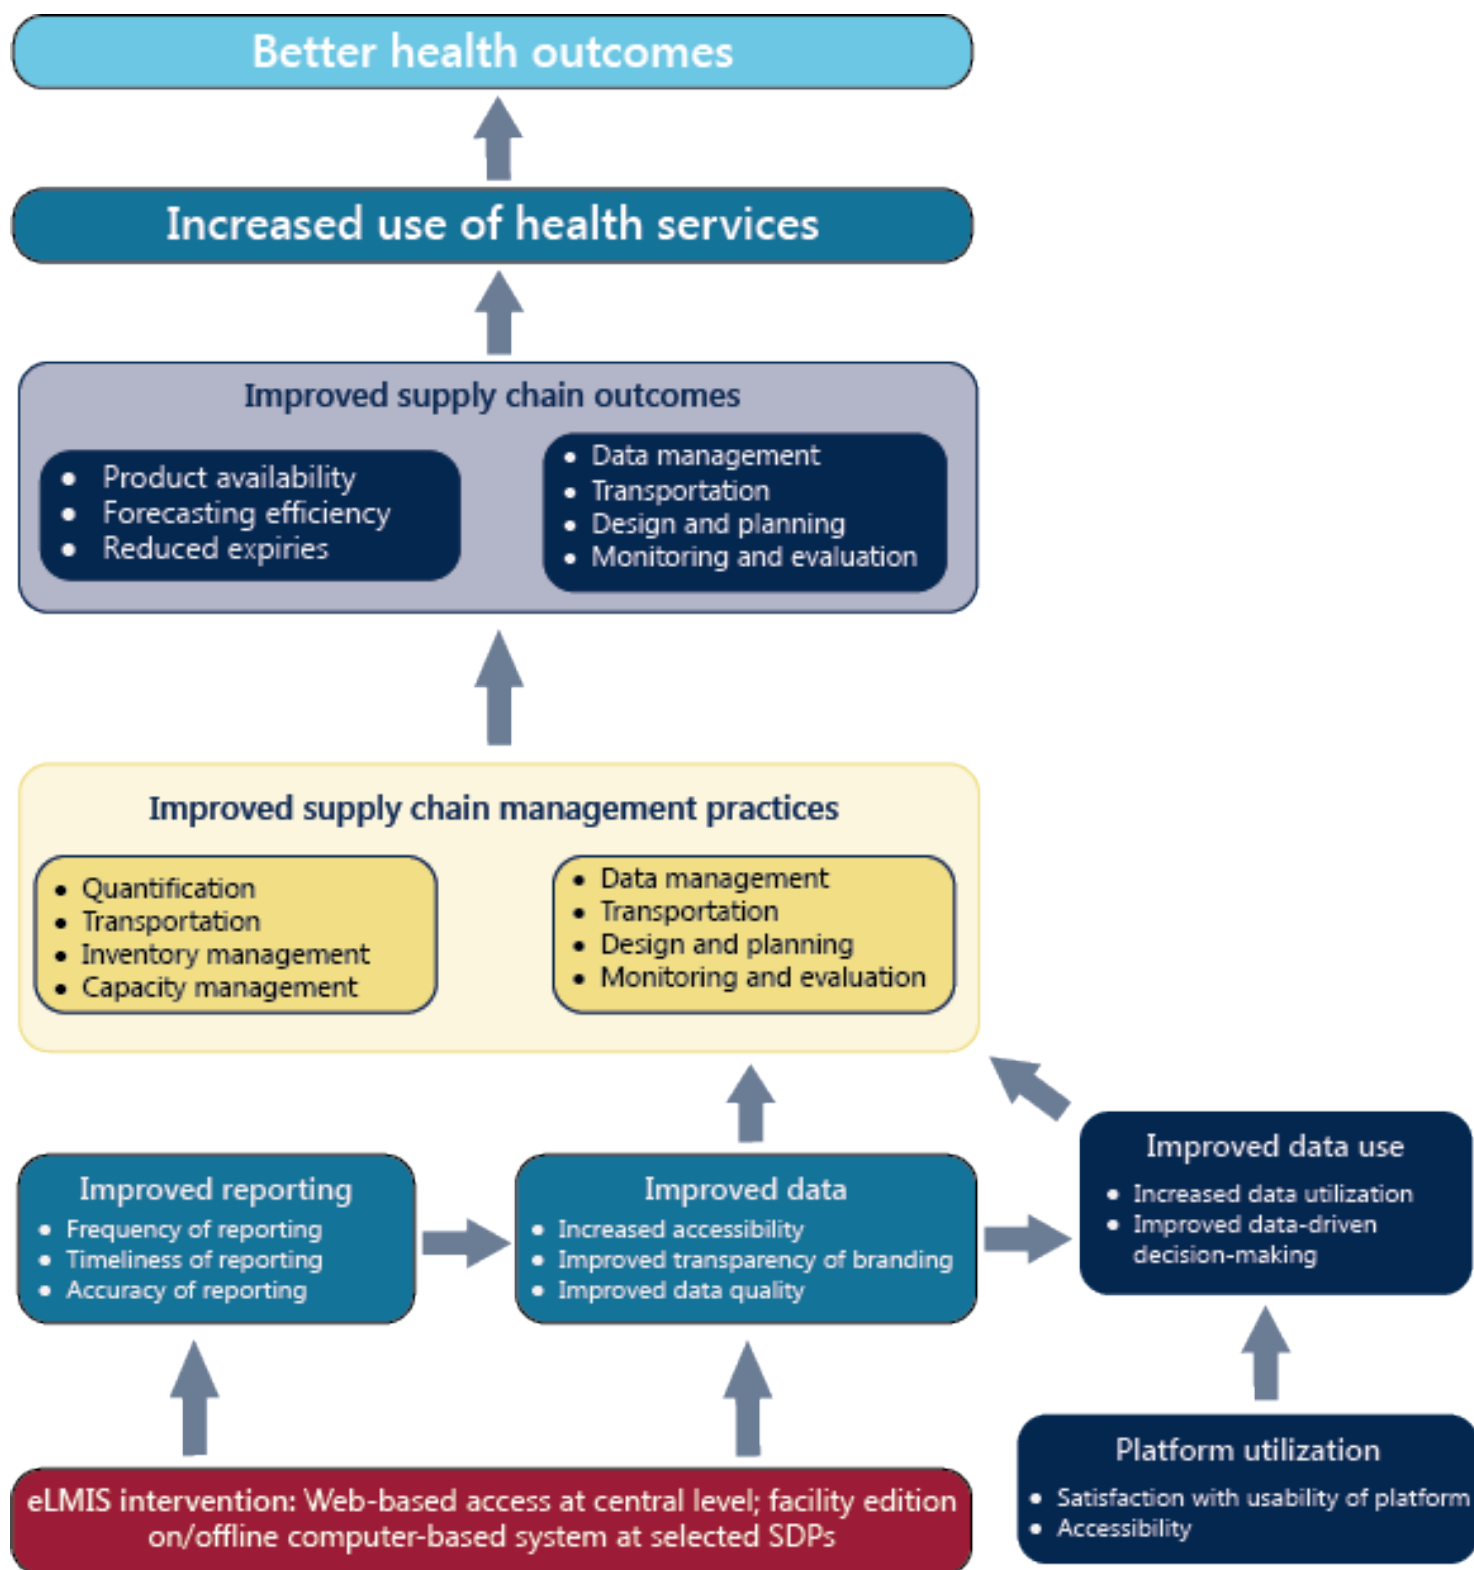 Better health outcomes
Increased use of health services
Improved supply chain outcomes
• Product availability
• Forecasting efficiency
• Reduced expiries
• Data management
• Transportation
• Design and planning
• Monitoring and evaluation
Improved supply chain management practices
• Quantification
• Transportation
• Inventory management
• Capacity management
• Data management
• Transportation
• Design and planning
• Monitoring and evaluation
Improved reporting
• Frequency of reporting
• Timeliness of reporting
• Accuracy of reporting
Improved data
• Increased accessibility
• Improved transparency of branding
• Improved data quality
Improved data use
• Increased data utilization
• Improved data-driven
decision-making
eLMIS intervention: Web-based access at central level; facility edition
on/offline computer-based system at selected SDPs
Platform utilization
• Satisfaction with usability of platform
• Accessibility